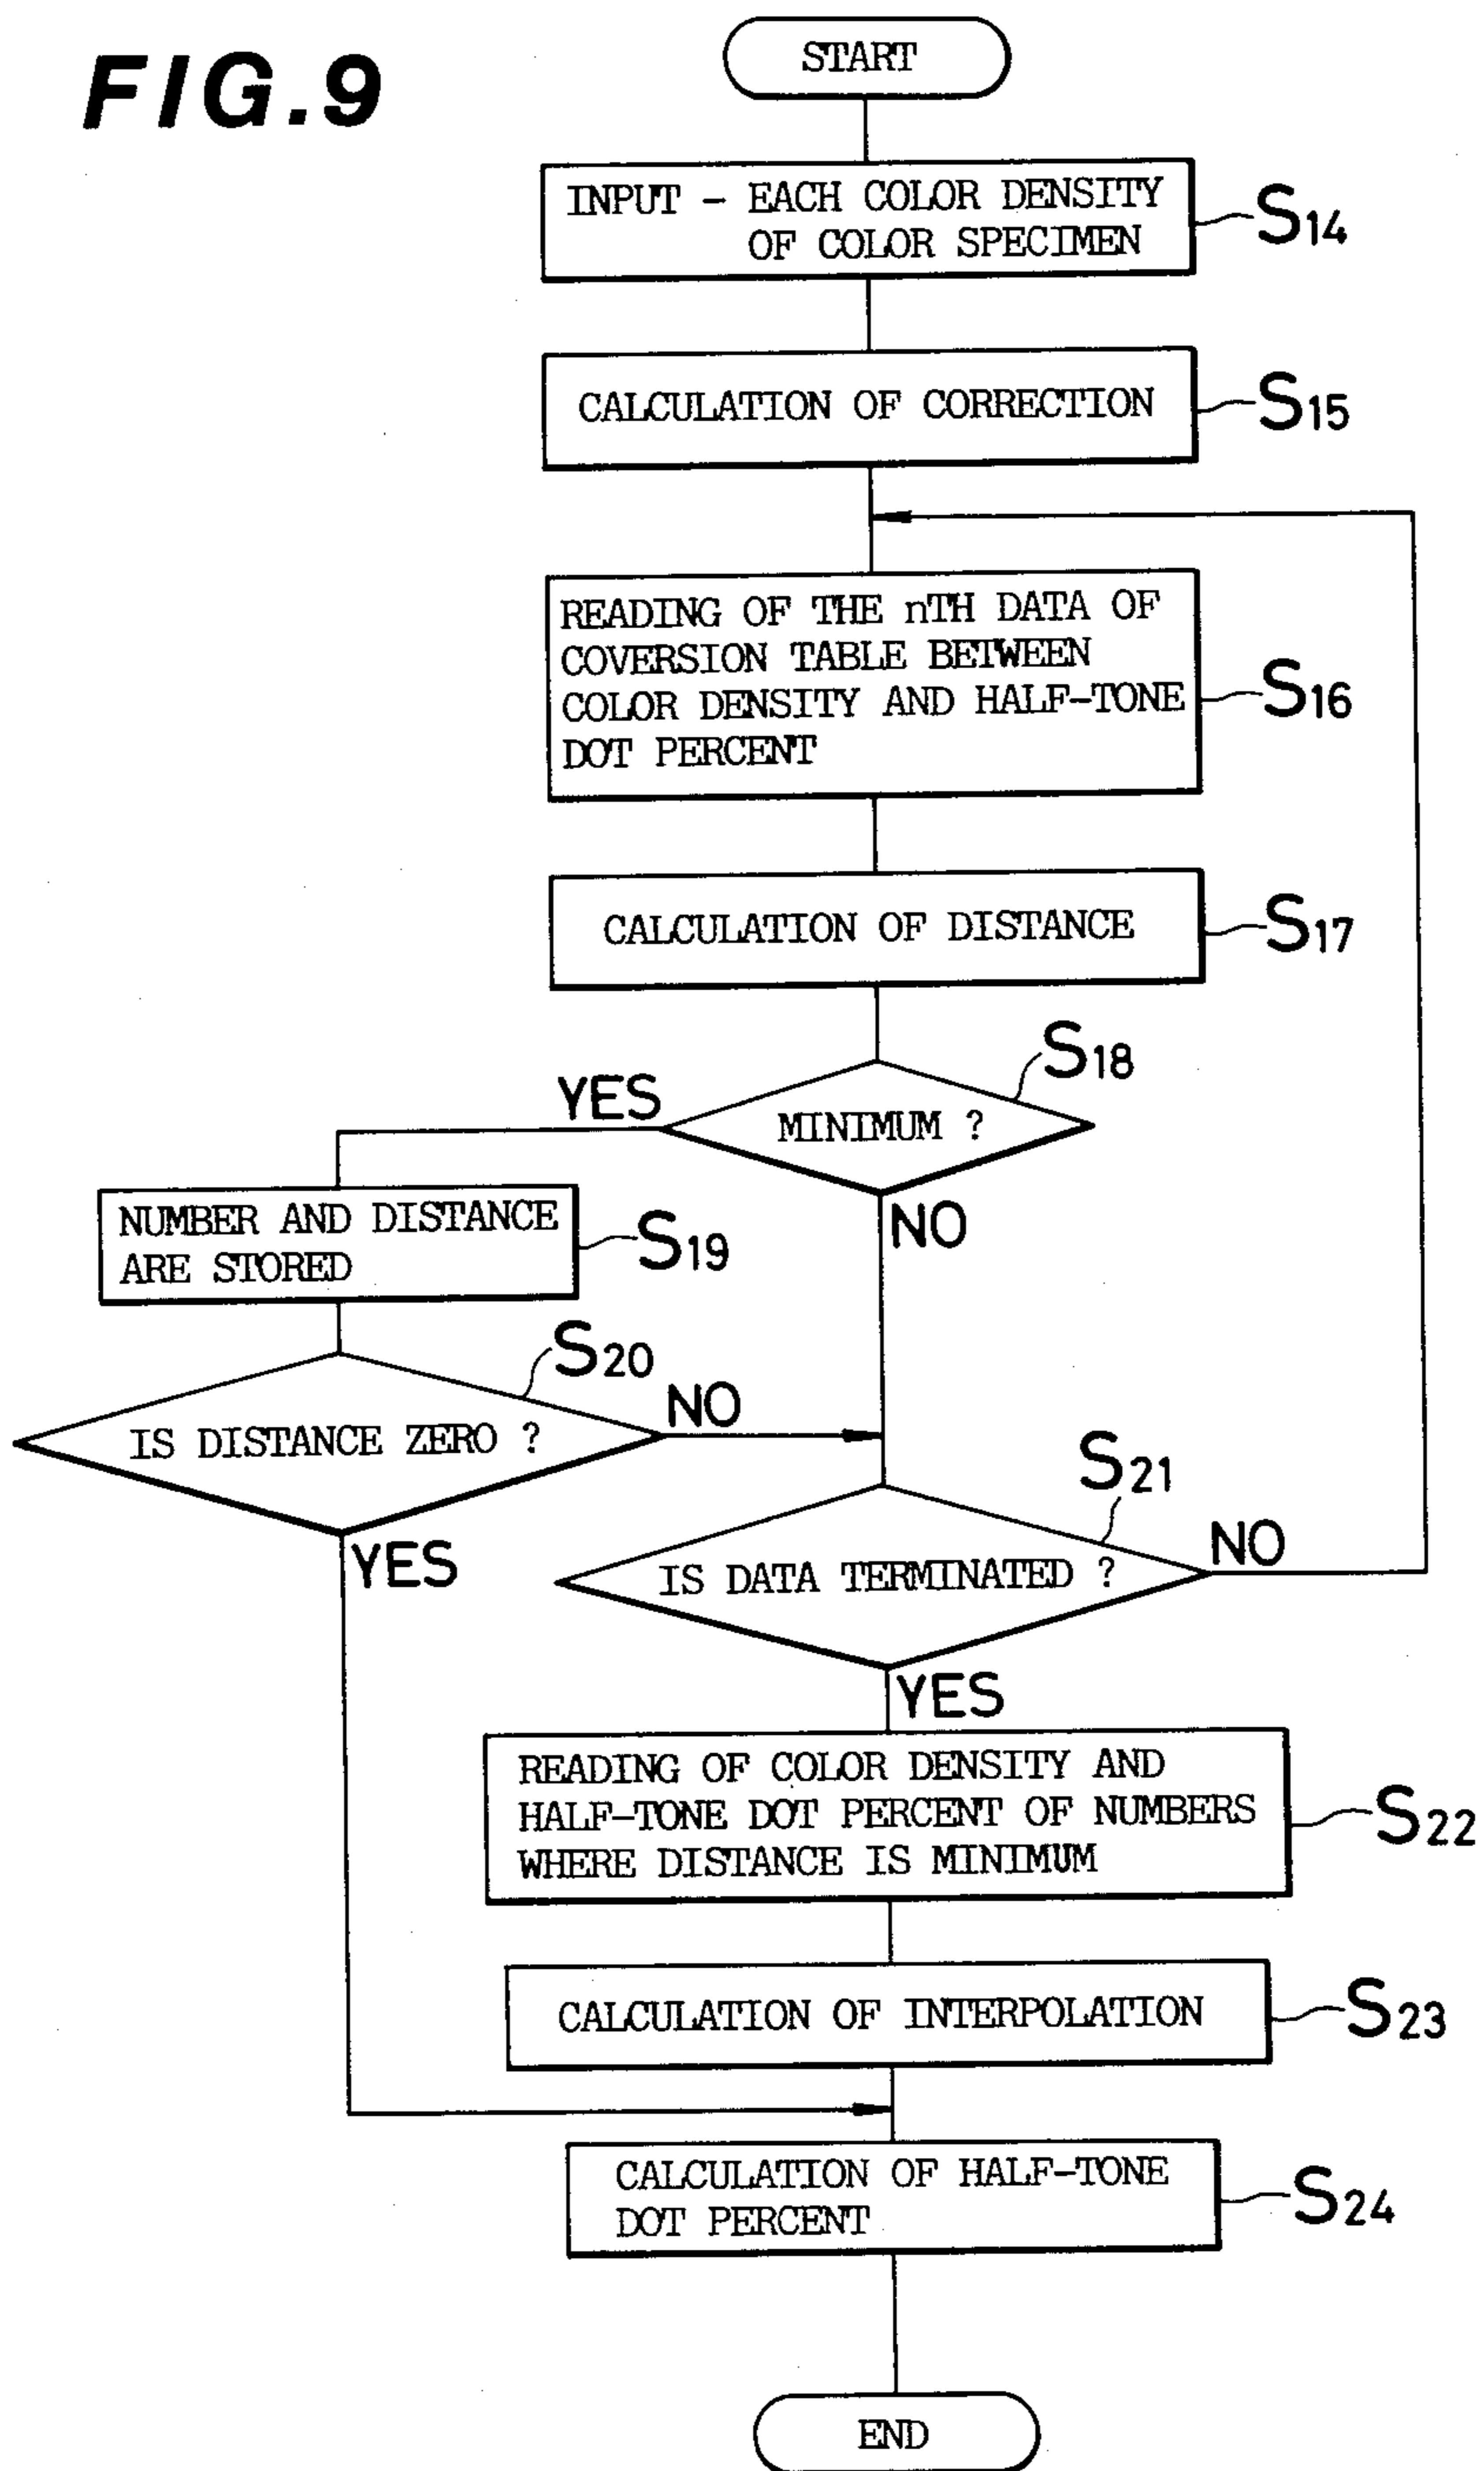 FIG.9
START
INPUT - EACH COLOR DENSITY
OF COLOR SPECIMEN
S14
CALCULATION OF CORRECTION
S15
READING OF THE nTH DATA OF
COVERSION TABLE BETWEEN
COLOR DENSITY AND HALF-TONE
DOT PERCENT
S16
CALCULATION OF DISTANCE
S17
S18
YES
MINIMUM ?
NO
NUMBER AND DISTANCE
ARE STORED
S19
S20
IS DISTANCE ZERO ?
NO
YES
S21
IS DATA TERMINATED ?
NO
YES
READING OF COLOR DENSITY AND
HALF-TONE DOT PERCENT OF NUMBERS
WHERE DISTANCE IS MINIMUM
S22
CALCULATION OF INTERPOLATION
S23
CALCULATION OF HALF-TONE
DOT PERCENT
S24
END